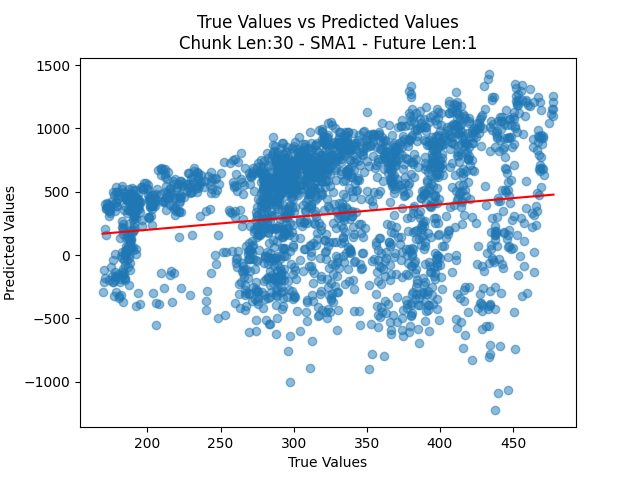 True Values vs Predicted Values
Chunk Len:30 - SMA1 - Future Len:1
1500
1000
500
0
−500
−1000
Predicted Values
200 250 300 350 400 450
True Values